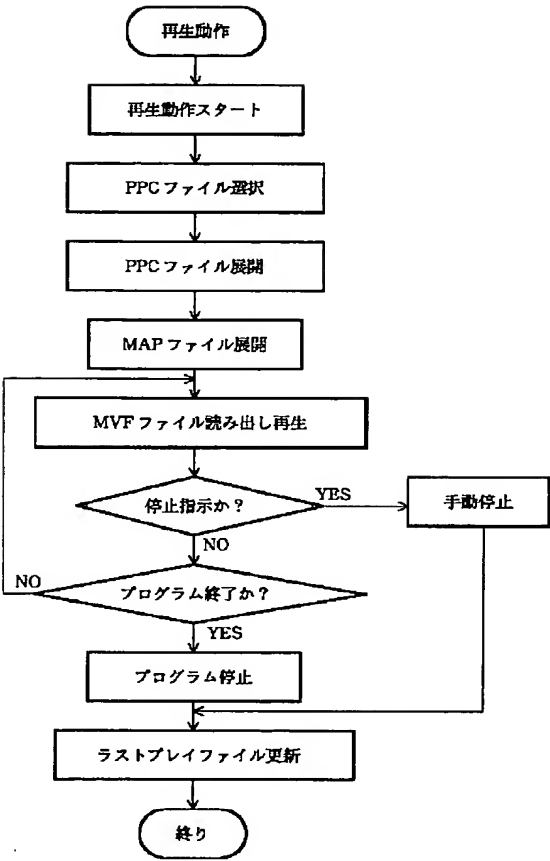 再生動作
再生動作スタート
PPCファイル選択
PPCファイル展開
MAPファイル展開
MVFファイル読み出し再生
停止指示か?
YES
手動停止
NO
プログラム終了か?
NO
YES
プログラム停止
ラストプレイファイル更新
終り